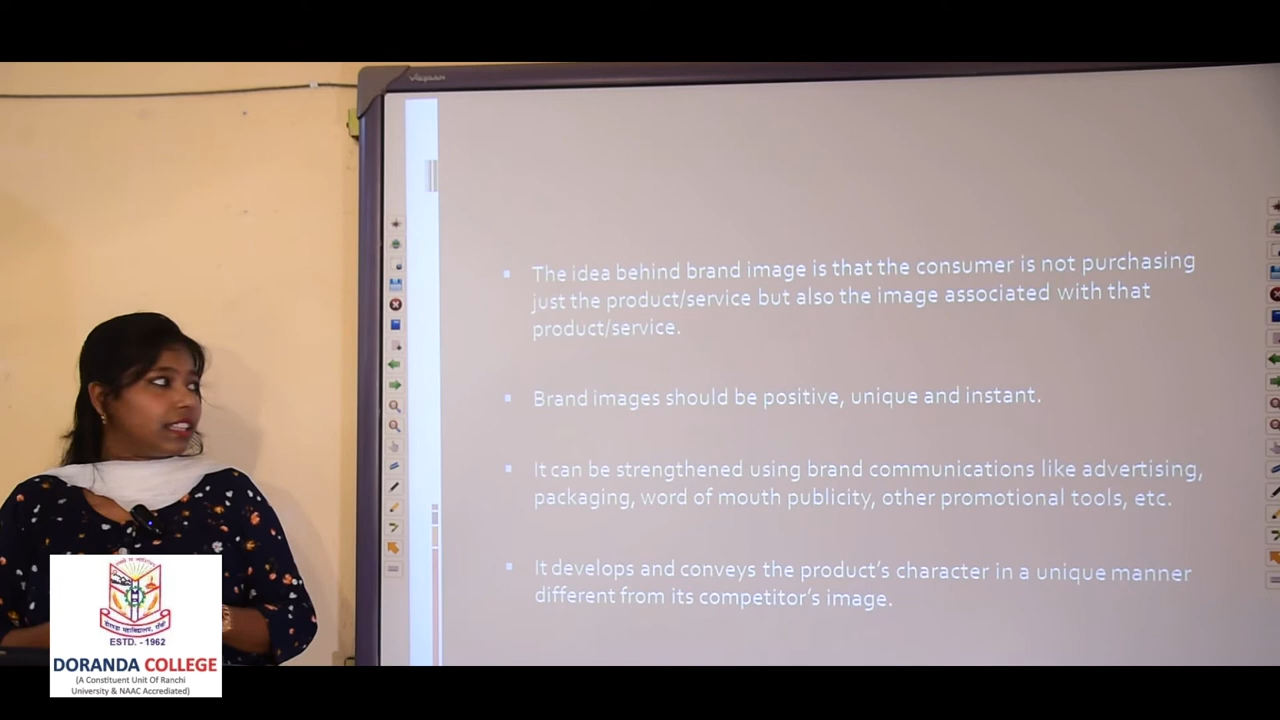 The idea behind brand image is that the consumer is not purchasing
just the product/service but also the image associated with that
product/service.
Brand images should be positive, unique and instant.
It can be strengthened using brand communications like advertising,
packaging, word of mouth publicity, other promotional tools, etc.
It develops and conveys the product's character in a unique manner
different from its competitor's image.
ESTD. - 1962
DORANDA COLLEGE
(A Constituent Unit Of Ranchi
University & NAAC Accredited)